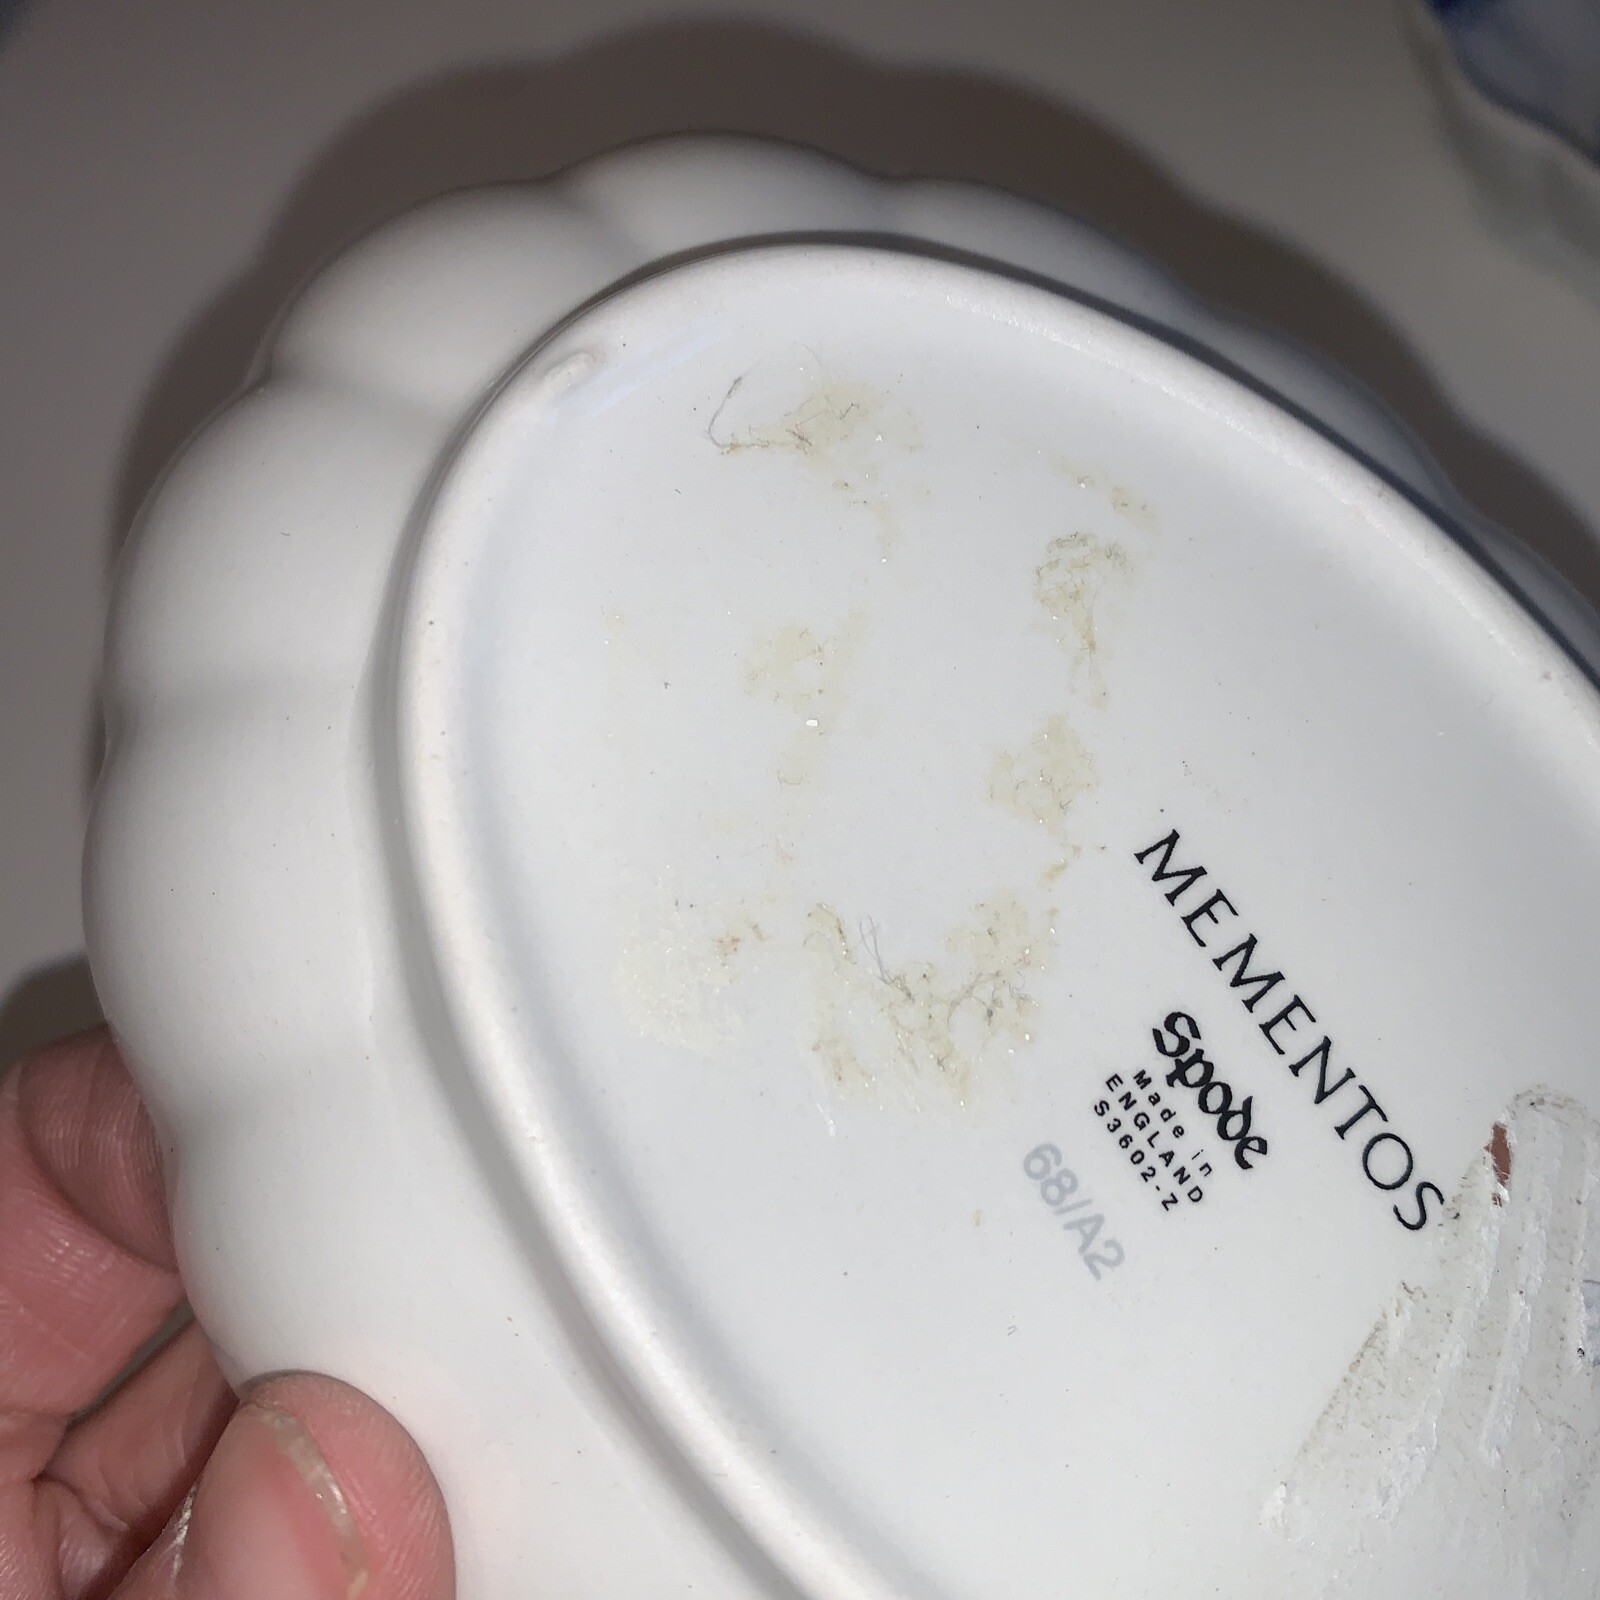 MEMENTOS
Spode
Made in
ENGLAND
S3602-Z
68/A2